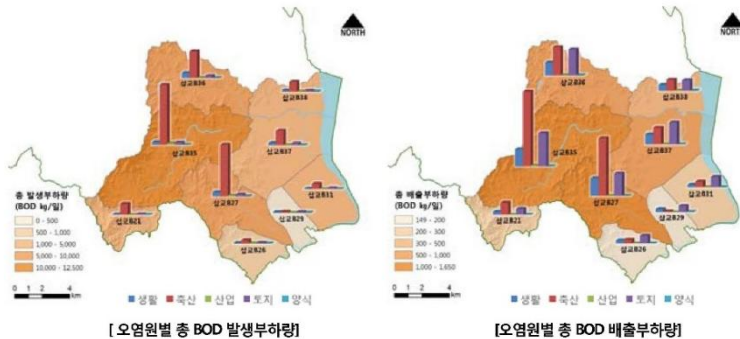 NORTH
삽교B36
삽교B38
삽교B35
삽교B37
삽교B27
삽교B31
삽교B21
삽교B29
삽교B26
총 발생부하량
(BOD kg/일)
0 - 500
500 - 1,000
1,000 - 5,000
5,000 - 10,000
10,000 - 12,500
0 1 2 4
km
생활 축산 산업 토지 양식
[ 오염원별 총 BOD 발생부하량]
NORTH
삽교B36
삽교B38
삽교B35
삽교B37
삽교B27
삽교B31
삽교B21
삽교B29
삽교B26
총 배출부하량
(BOD kg/일)
149 - 200
200 - 300
300 - 500
500 - 1,000
1,000 - 1,650
0 1 2 4
km
생활 축산 산업 토지 양식
[오염원별 총 BOD 배출부하량]